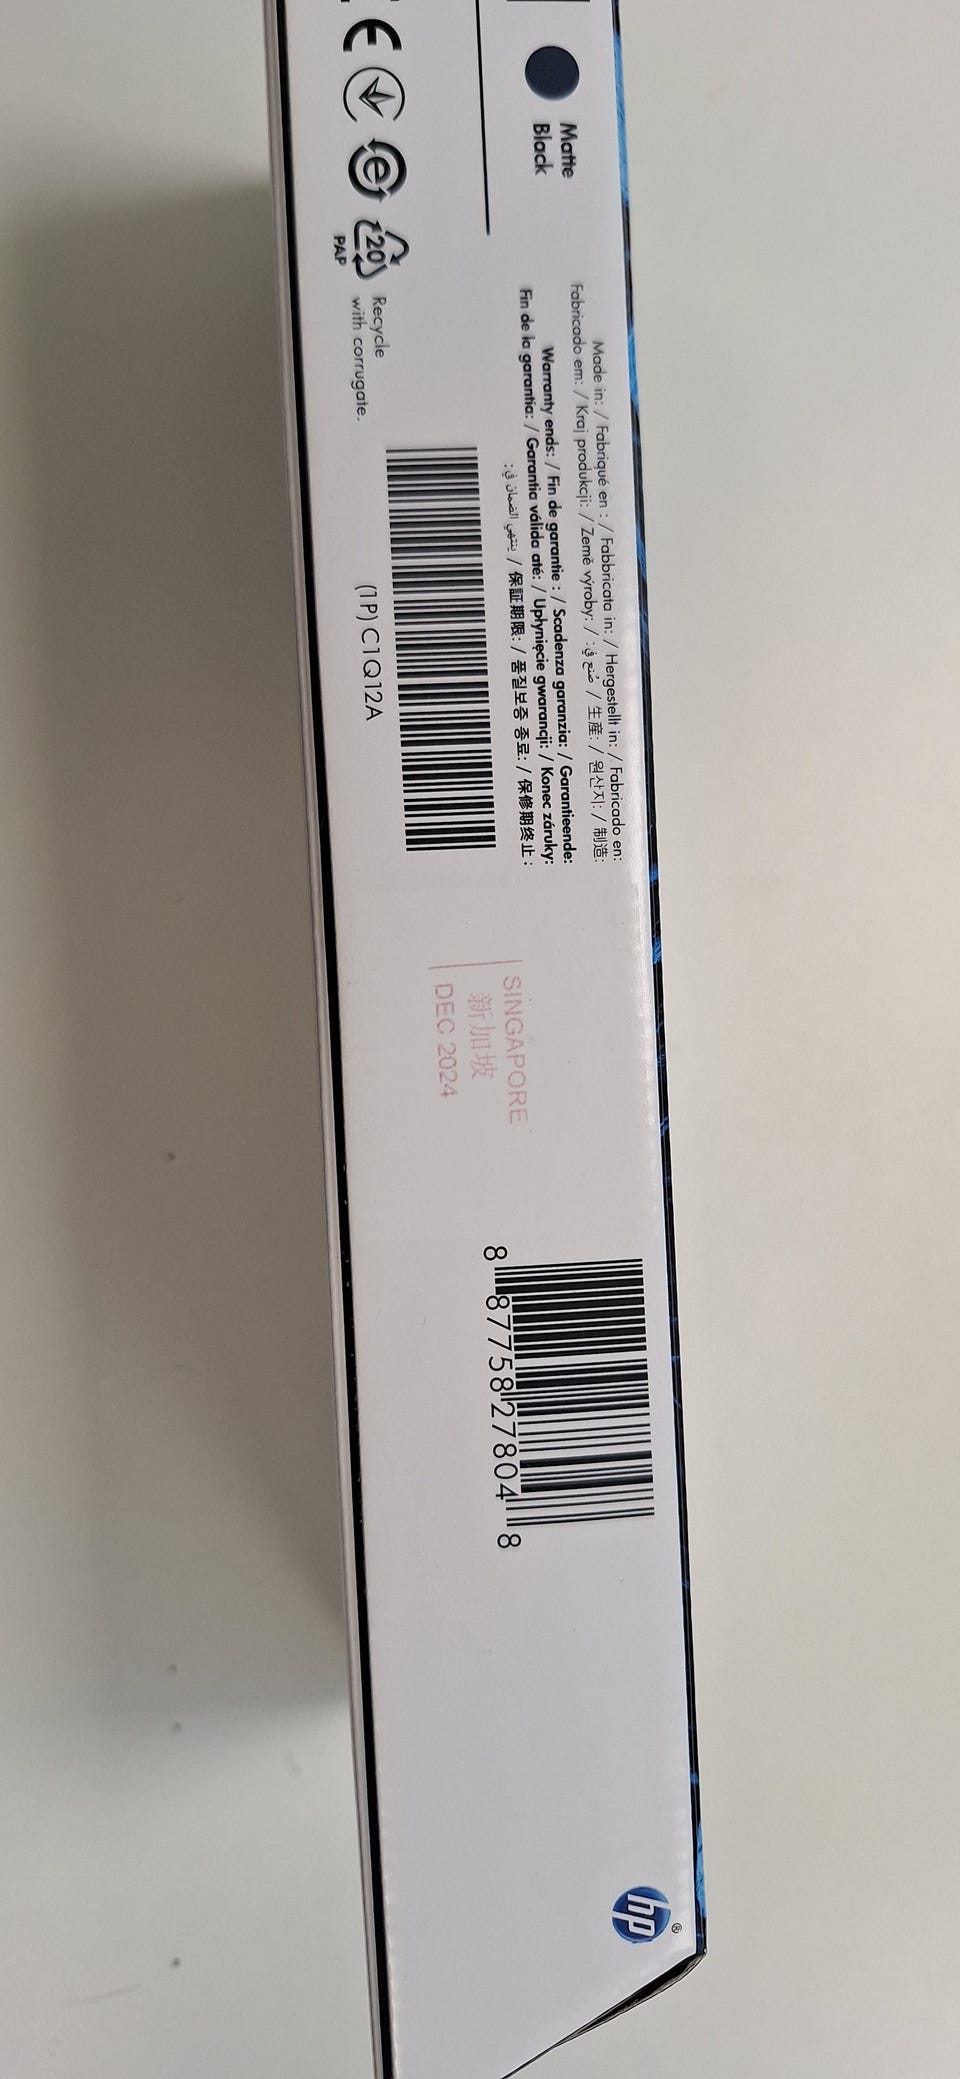 Matte
Black
Made in: / Fabriqué en : / Fabbricata in: / Hergestellt in: / Fabricado en:
Fabricado em: / Kraj produkcji: / Země výroby: / صنع في: / 生産: / 원산지: / 制造:
Warranty ends: / Fin de garantie : / Scadenza garanzia: / Garantieende:
Fin de la garantía: / Garantia válida até: / Upłynięcie gwarancji: / Konec záruky:
ينتهي الضمان في: / 保証期限: / 품질보증 종료: / 保修期终止:
SINGAPORE
新加坡
DEC 2024
CE
e
20
PAP
Recycle
with corrugate.
(1P) C1Q12A
8 87758 27804 8
hp®